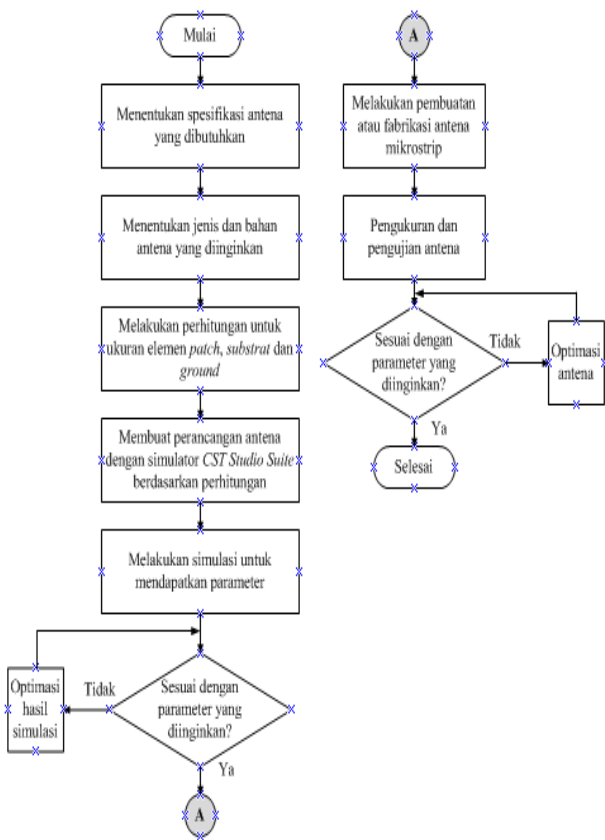 Mulai
Menentukan spesifikasi antena
yang dibutuhkan
Menentukan jenis dan bahan
antena yang diinginkan
Melakukan perhitungan untuk
ukuran elemen patch, substrat dan
ground
Membuat perancangan antena
dengan simulator CST Studio Suite
berdasarkan perhitungan
Melakukan simulasi untuk
mendapatkan parameter
Sesuai dengan
parameter yang
diinginkan?
Tidak
Optimasi
hasil
simulasi
Ya
A
A
Melakukan pembuatan
atau fabrikasi antena
mikrostrip
Pengukuran dan
pengujian antena
Sesuai dengan
parameter yang
diinginkan?
Tidak
Optimasi
antena
Ya
Selesai